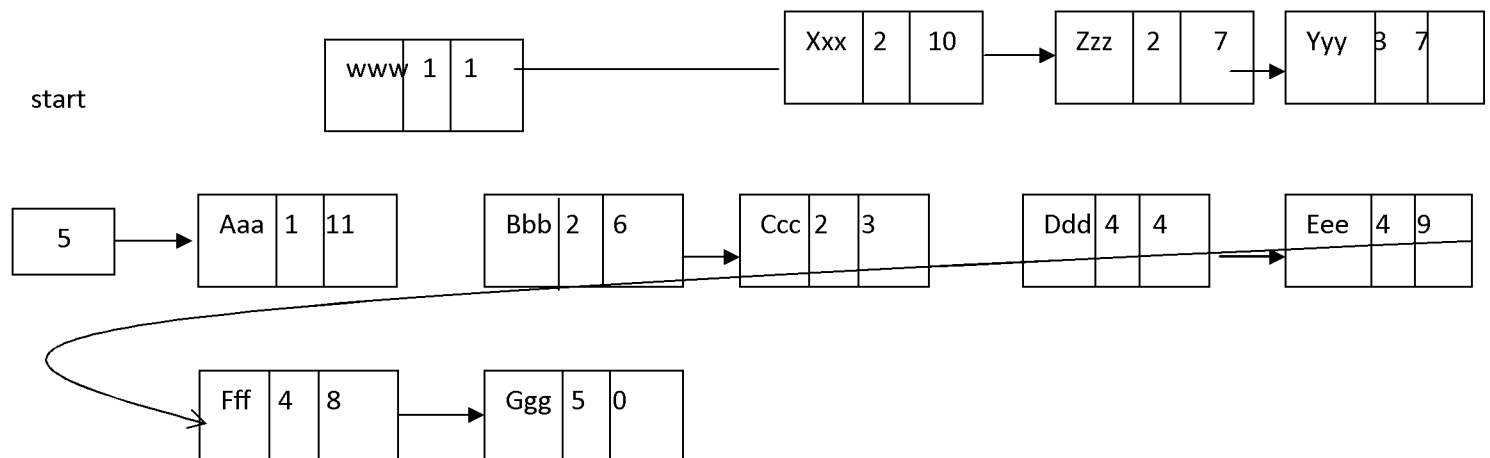 www 1 1 Xxx 2 10 Zzz 2 7 Yyy 3 7
start
5 Aaa 1 11 Bbb 2 6 Ccc 2 3 Ddd 4 4 Eee 4 9
Fff 4 8 Ggg 5 0